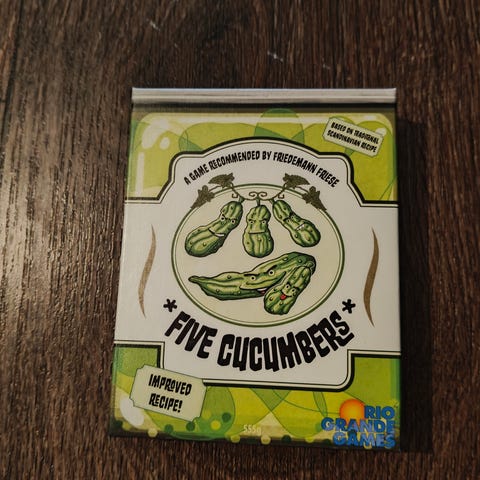 BASED ON TRADITIONAL
SCANDINAVIAN RECIPE
A GAME RECOMMENDED BY FRIEDEMANN FRIESE
* FIVE CUCUMBERS *
IMPROVED
RECIPE!
555g
RIO
GRANDE
GAMES